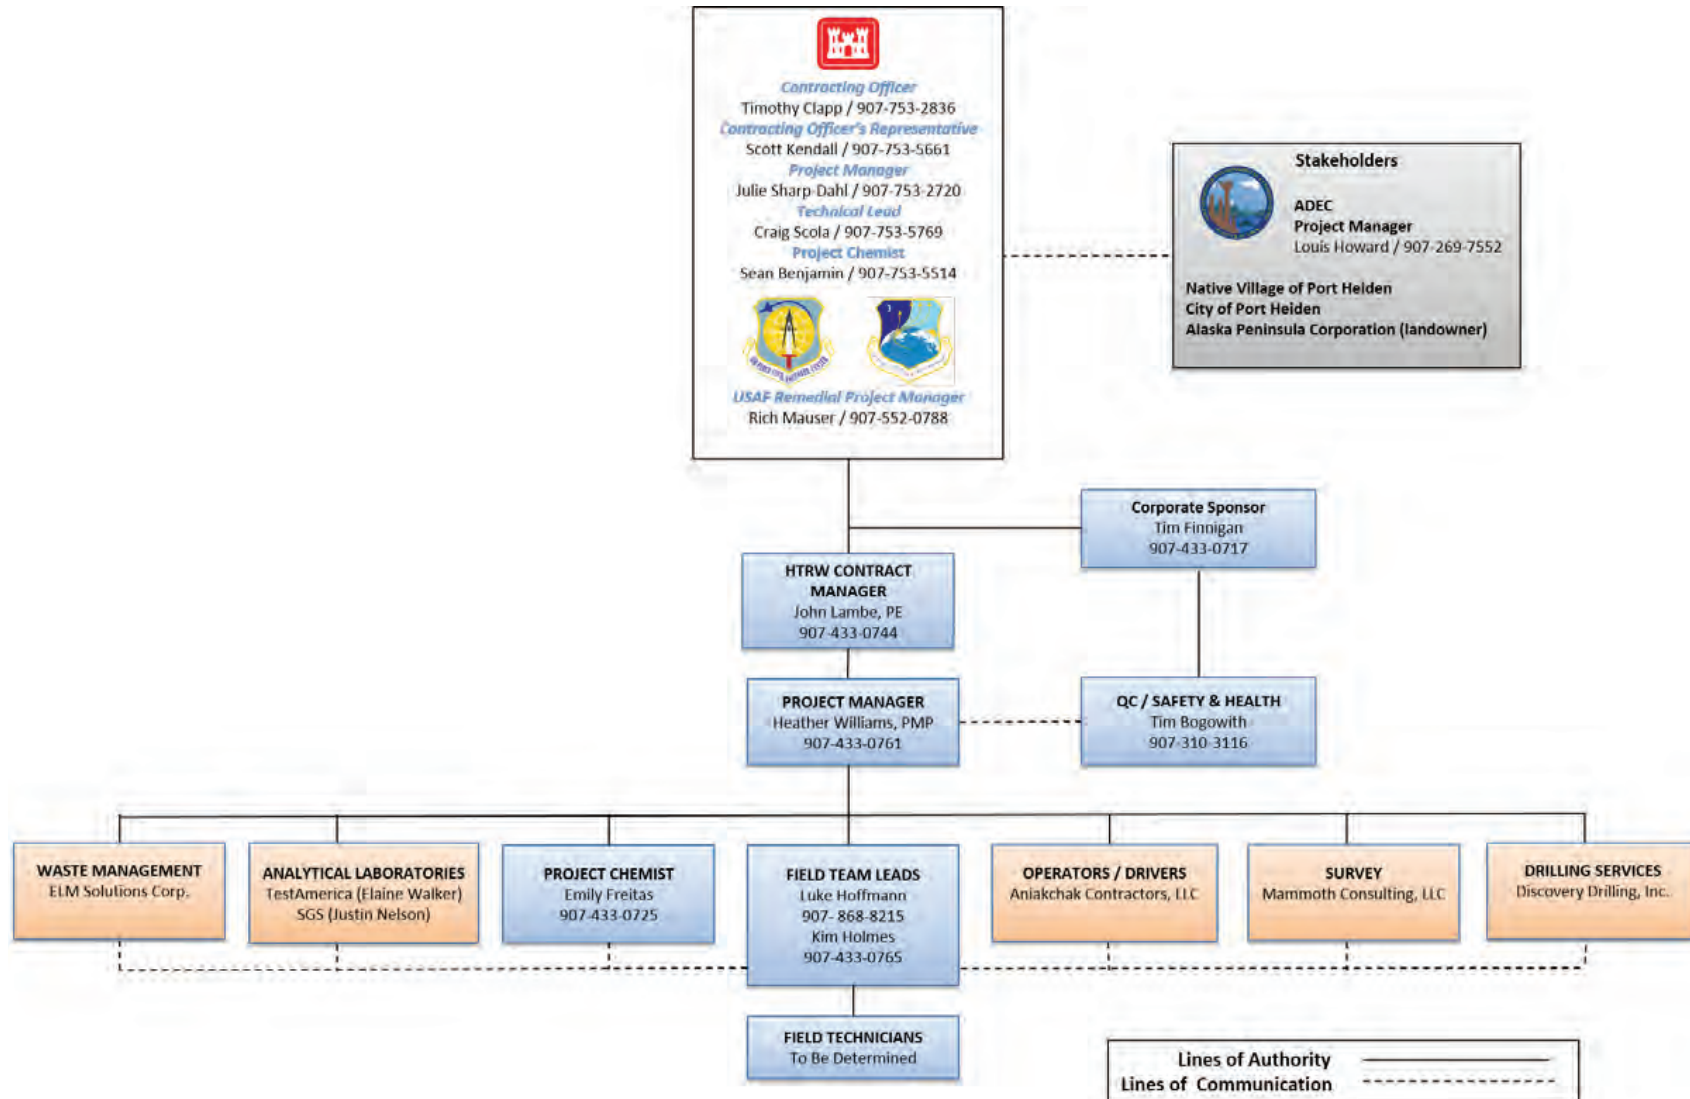 Contracting Officer
Timothy Clapp / 907-753-2836
Contracting Officer's Representative
Scott Kendall / 907-753-5661
Project Manager
Julie Sharp-Dahl / 907-753-2720
Technical Lead
Craig Scola / 907-753-5769
Project Chemist
Sean Benjamin / 907-753-5514
USAF Remedial Project Manager
Rich Mauser / 907-552-0788
Stakeholders
ADEC
Project Manager
Louis Howard / 907-269-7552
Native Village of Port Heiden
City of Port Heiden
Alaska Peninsula Corporation (landowner)
Corporate Sponsor
Tim Finnigan
907-433-0717
HTRW CONTRACT
MANAGER
John Lambe, PE
907-433-0744
PROJECT MANAGER
Heather Williams, PMP
907-433-0761
QC / SAFETY & HEALTH
Tim Bogowith
907-310-3116
WASTE MANAGEMENT
ELM Solutions Corp.
ANALYTICAL LABORATORIES
TestAmerica (Elaine Walker)
SGS (Justin Nelson)
PROJECT CHEMIST
Emily Freitas
907-433-0725
FIELD TEAM LEADS
Luke Hoffmann
907- 868-8215
Kim Holmes
907-433-0765
OPERATORS / DRIVERS
Aniakchak Contractors, LLC
SURVEY
Mammoth Consulting, LLC
DRILLING SERVICES
Discovery Drilling, Inc.
FIELD TECHNICIANS
To Be Determined
Lines of Authority
Lines of Communication